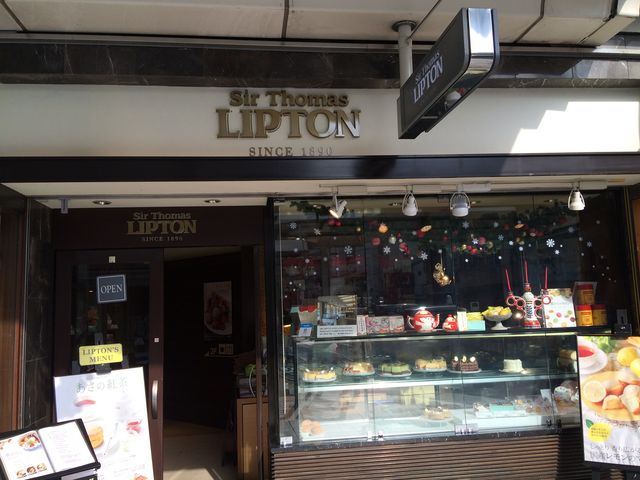 Sir Thomas
LIPTON
SINCE 1890
SIR THOMAS
LIPTON
Sir Thomas
LIPTON
SINCE 1890
OPEN
LIPTON'S
MENU
あさの紅茶